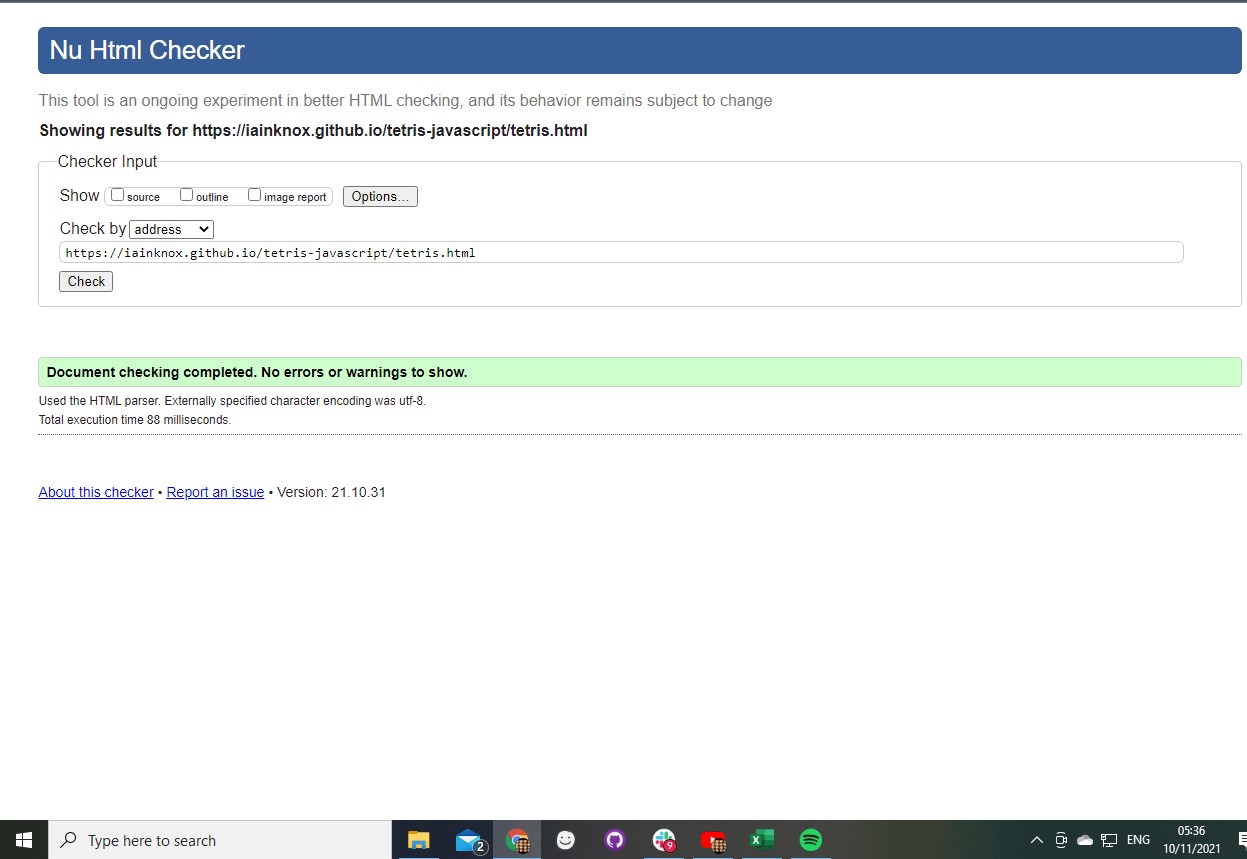 Nu Html Checker
This tool is an ongoing experiment in better HTML checking, and its behavior remains subject to change
Showing results for https://iainknox.github.io/tetris-javascript/tetris.html
Checker Input
Show source outline image report Options...
Check by address
https://iainknox.github.io/tetris-javascript/tetris.html
Check
Document checking completed. No errors or warnings to show.
Used the HTML parser. Externally specified character encoding was utf-8.
Total execution time 88 milliseconds.
About this checker • Report an issue • Version: 21.10.31
Type here to search
2
9
ENG
05:36
10/11/2021